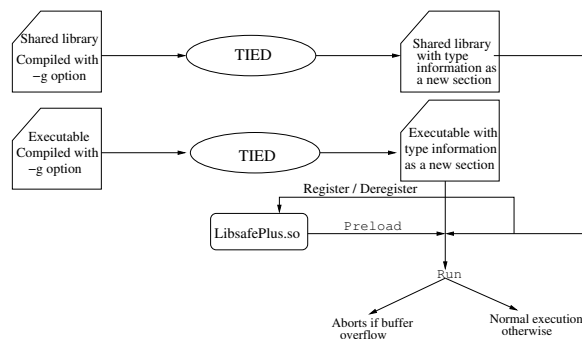 Shared library
Compiled with
−g option
TIED
Shared library
with type
information as
a new section
Executable
Compiled with
−g option
TIED
Executable with
type information
as a new section
Register / Deregister
LibsafePlus.so
Preload
Run
Aborts if buffer
overflow
Normal execution
otherwise